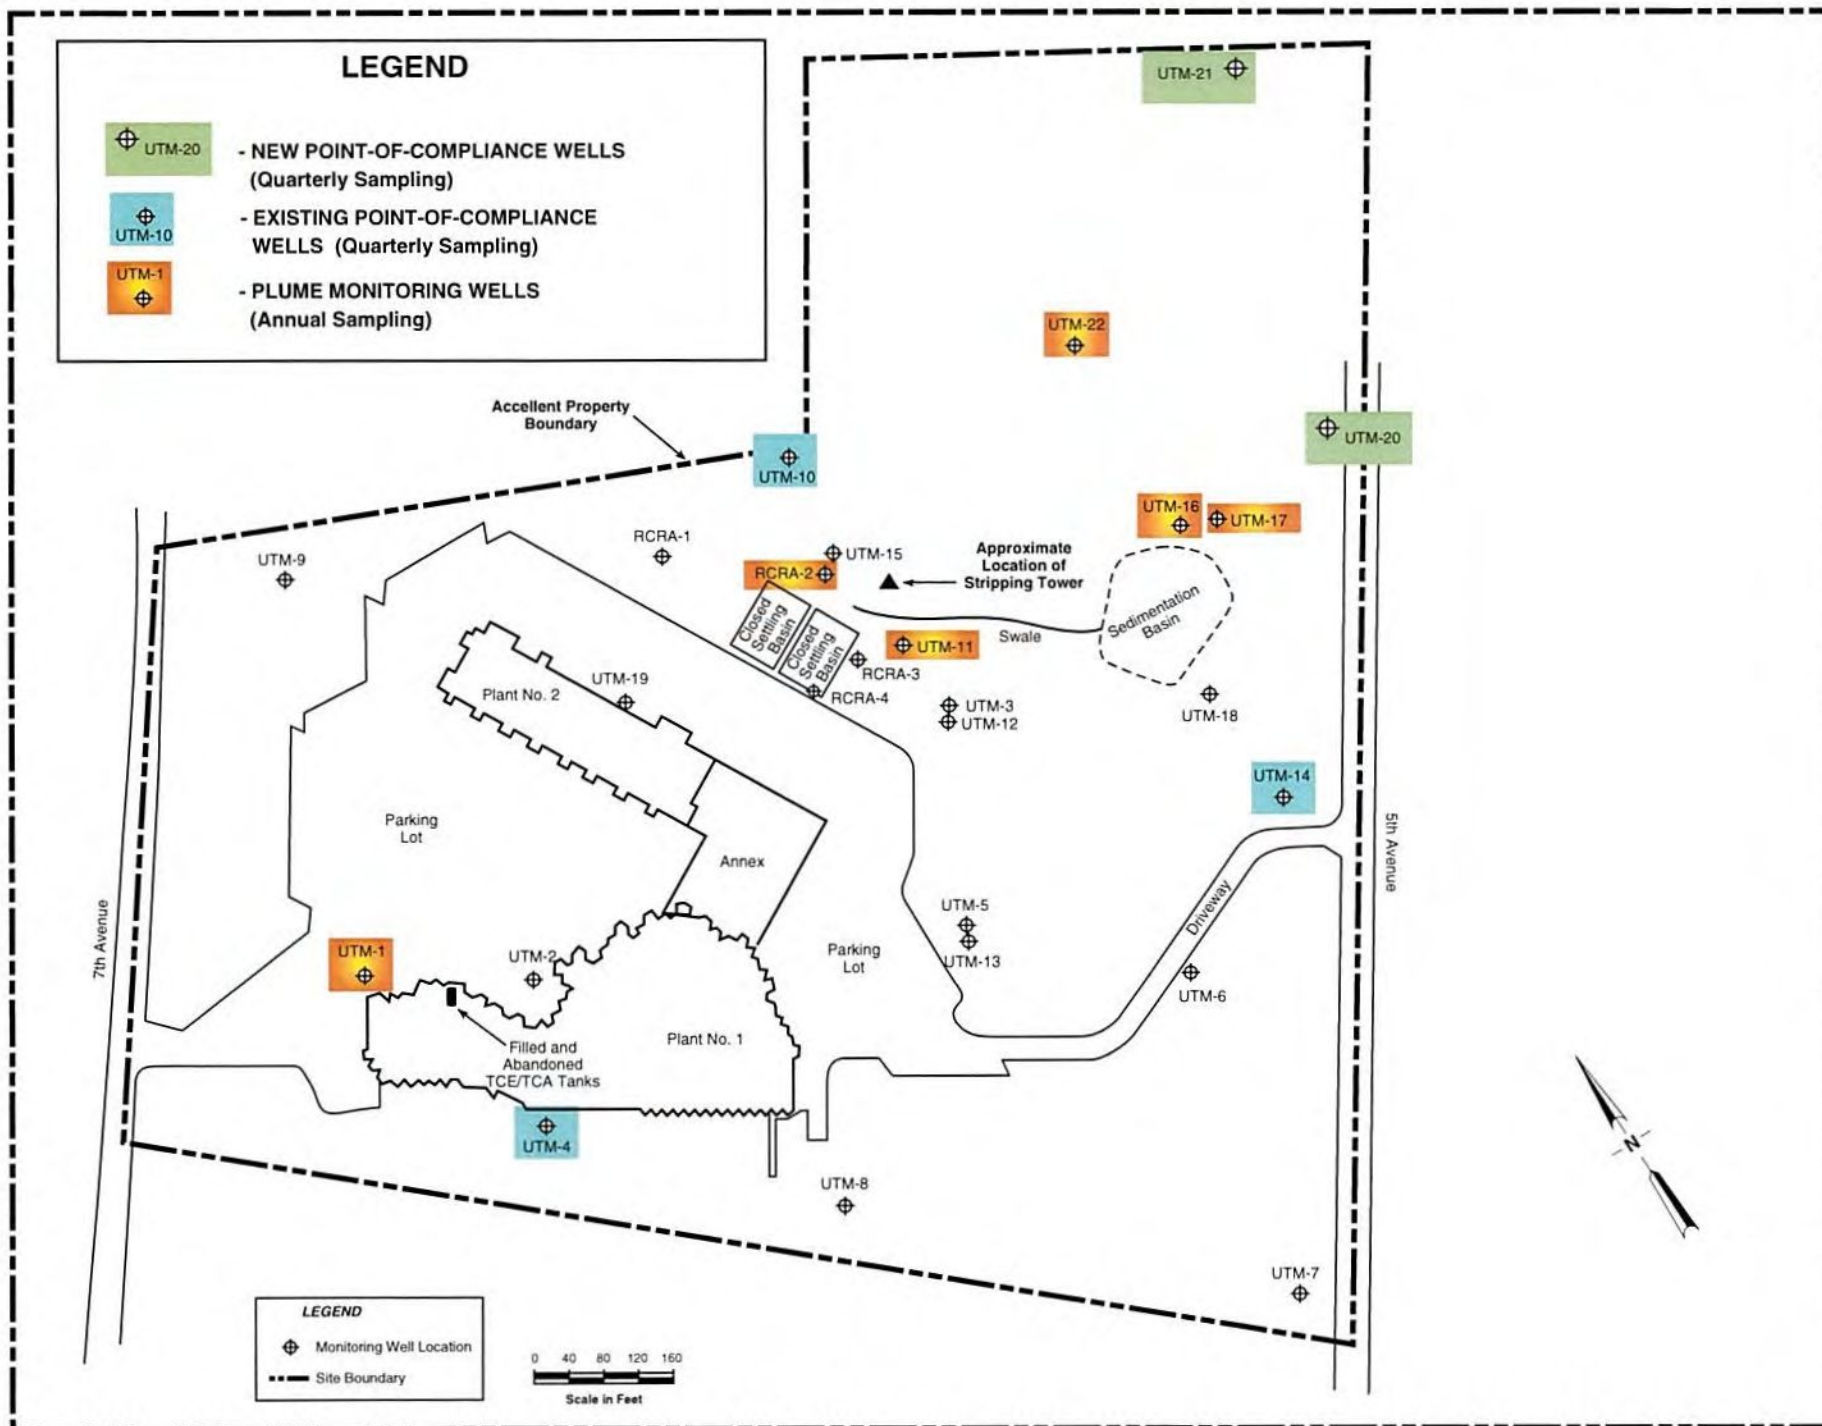 LEGEND
UTM-20
- NEW POINT-OF-COMPLIANCE WELLS
(Quarterly Sampling)
UTM-10
- EXISTING POINT-OF-COMPLIANCE
WELLS (Quarterly Sampling)
UTM-1
- PLUME MONITORING WELLS
(Annual Sampling)
UTM-21
UTM-22
Accellent Property
Boundary
UTM-20
UTM-10
UTM-16
UTM-17
RCRA-1
UTM-9
UTM-15
RCRA-2
Approximate
Location of
Stripping Tower
Closed
Settling
Basin
Closed
Settling
Basin
Sedimentation
Basin
Swale
UTM-11
RCRA-3
RCRA-4
UTM-19
Plant No. 2
UTM-3
UTM-12
UTM-18
UTM-14
Parking
Lot
Annex
5th Avenue
Driveway
UTM-5
UTM-13
Parking
Lot
7th Avenue
UTM-1
UTM-2
UTM-6
Plant No. 1
Filled and
Abandoned
TCE/TCA Tanks
UTM-4
N
UTM-8
UTM-7
LEGEND
Monitoring Well Location
Site Boundary
0 40 80 120 160
Scale in Feet